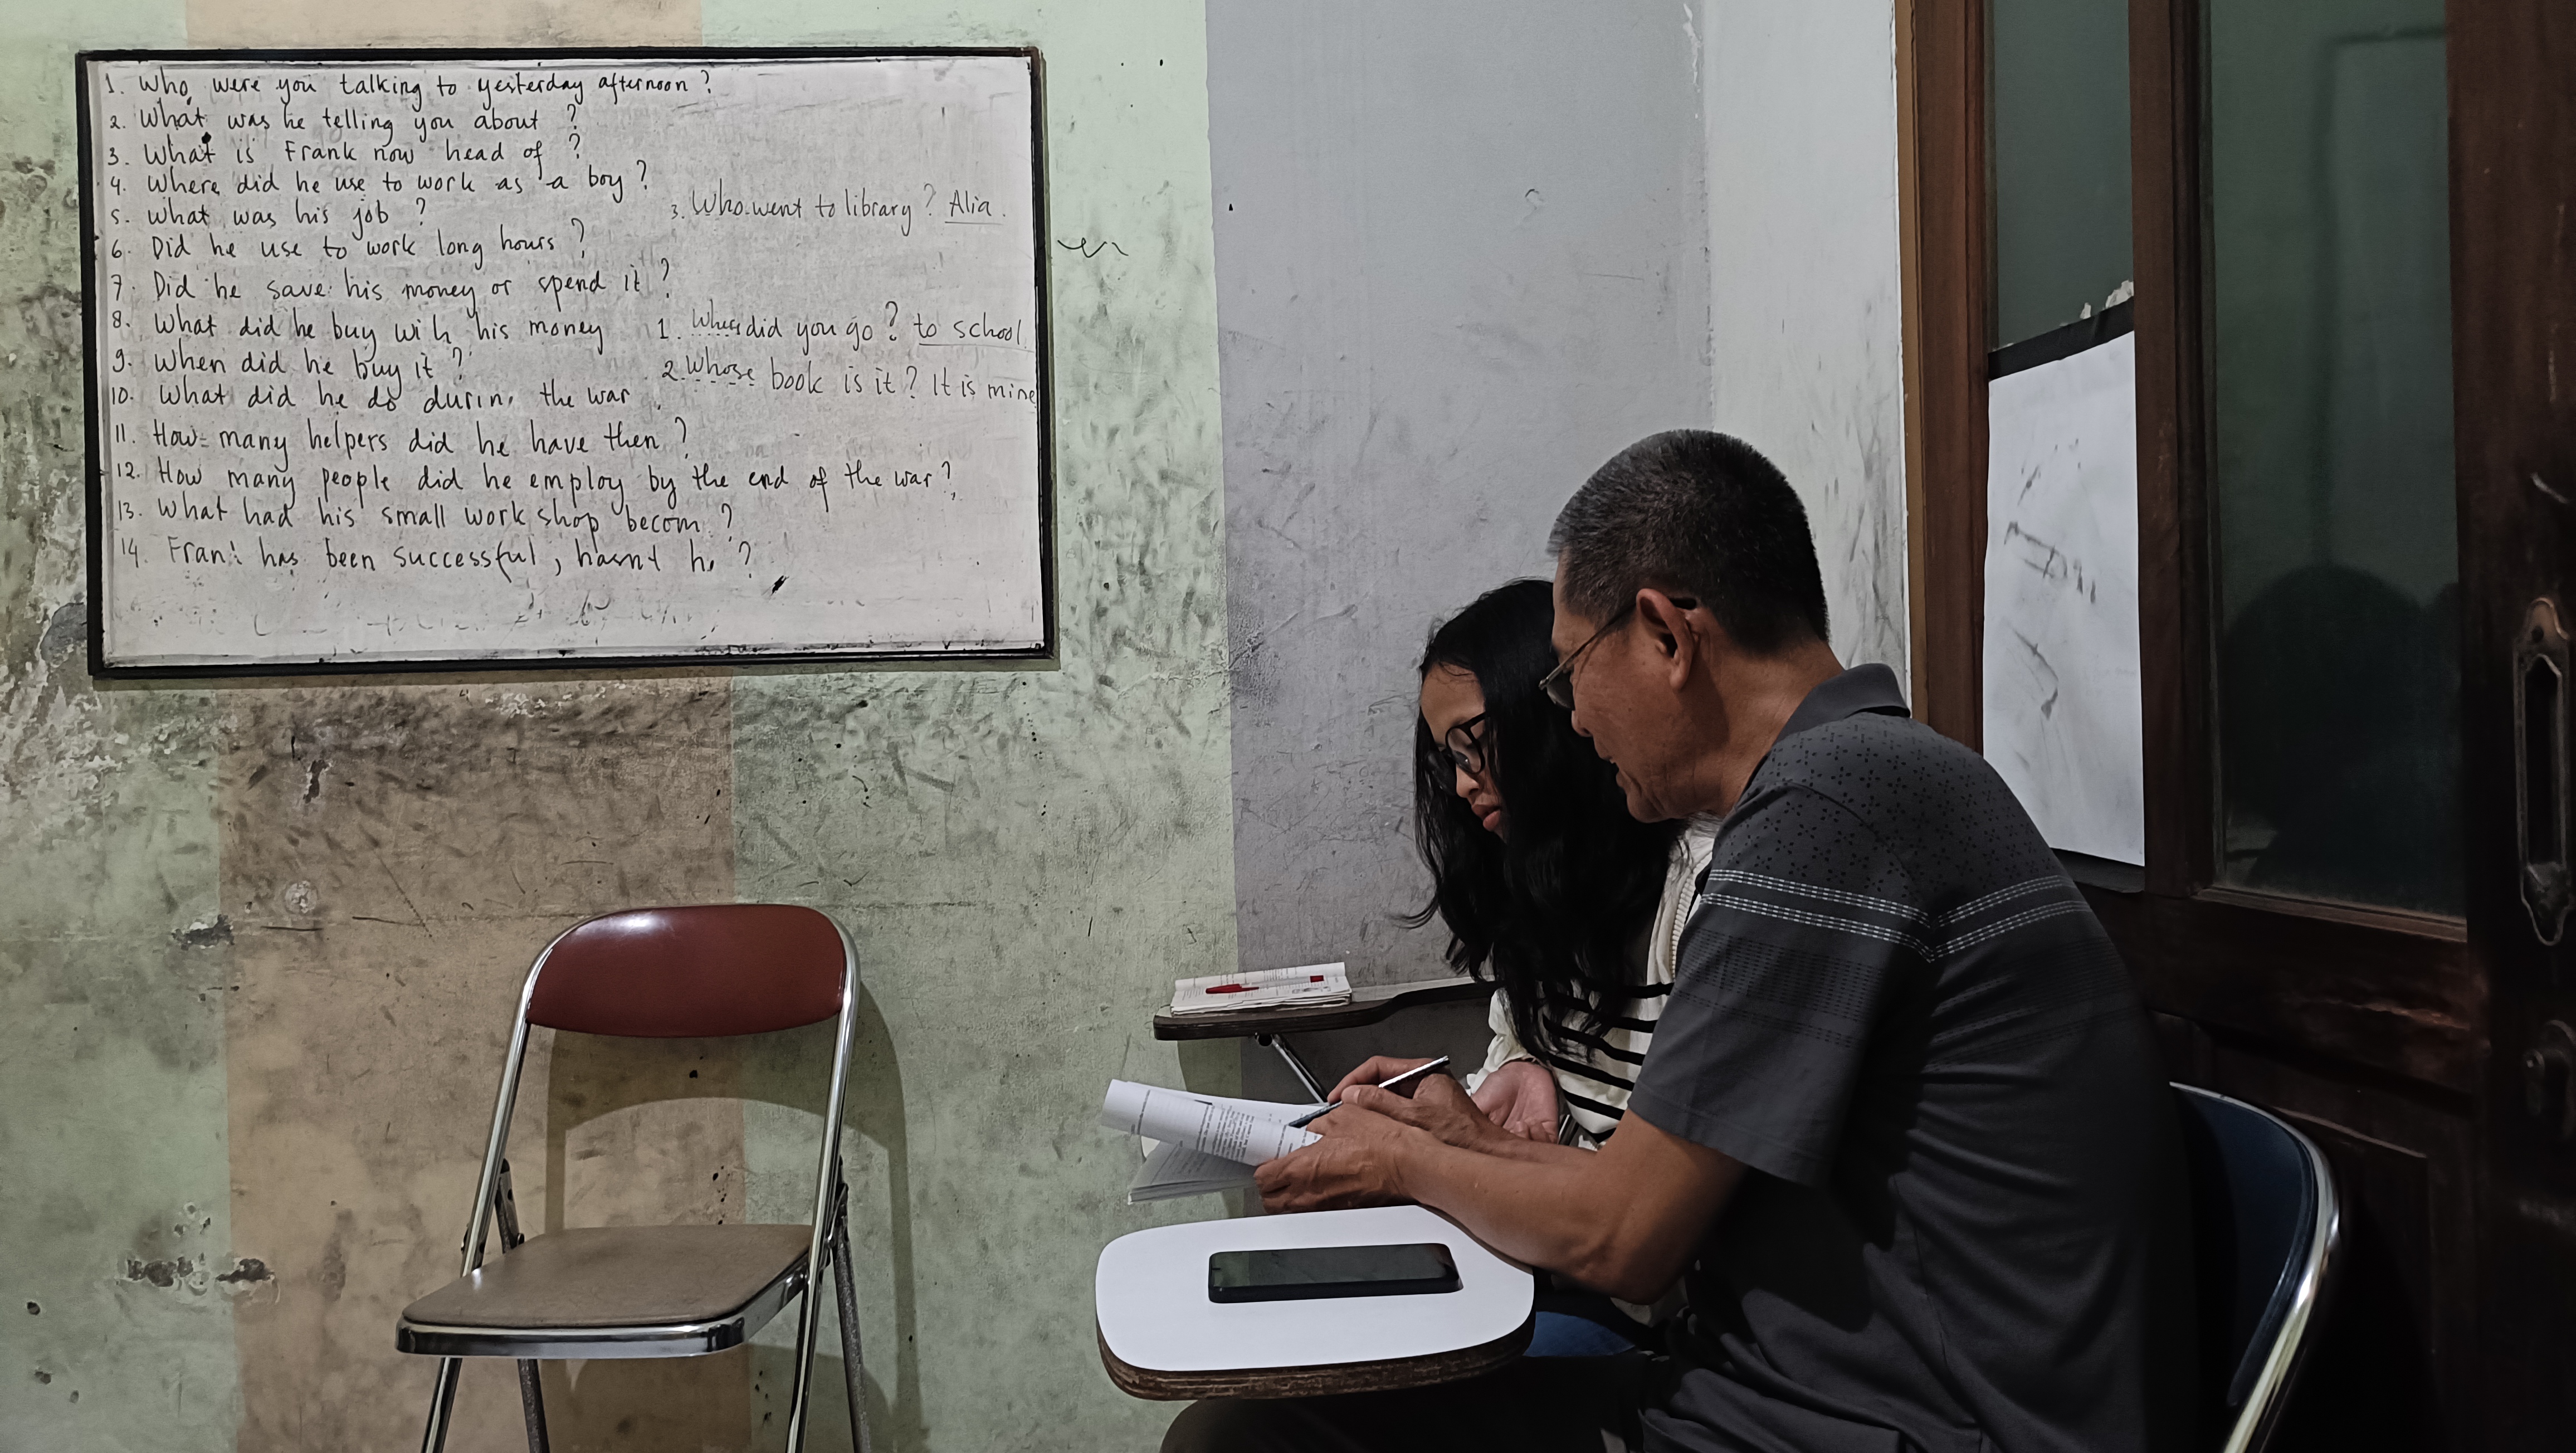 1. Who were you talking to yesterday afternoon?
2. What was he telling you about?
3. What is Frank now head of?
4. Where did he use to work as a boy?
5. What was his job?
6. Did he use to work long hours?
7. Did he save his money or spend it?
8. What did he buy with his money
9. When did he buy it?
10. What did he do durin the war
11. How many helpers did he have then?
12. How many people did he employ by the end of the war?
13. What had his small workshop becom?
14. Fran has been successful, hasn't h ?
3. Who went to library? Alia.
1. Where did you go? to school
2. Whose book is it? It is mine